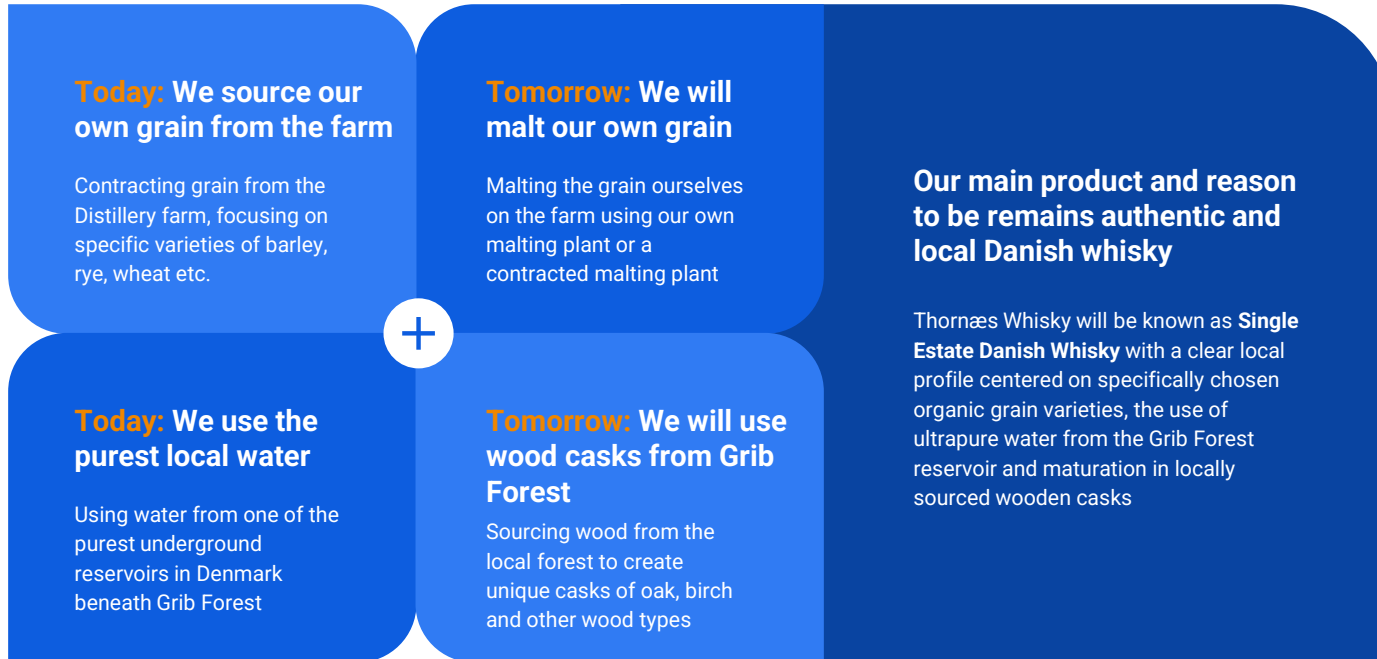 Today: We source our
own grain from the farm
Contracting grain from the
Distillery farm, focusing on
specific varieties of barley,
rye, wheat etc.
Tomorrow: We will
malt our own grain
Malting the grain ourselves
on the farm using our own
malting plant or a
contracted malting plant
Today: We use the
purest local water
Using water from one of the
purest underground
reservoirs in Denmark
beneath Grib Forest
Tomorrow: We will use
wood casks from Grib
Forest
Sourcing wood from the
local forest to create
unique casks of oak, birch
and other wood types
Our main product and reason
to be remains authentic and
local Danish whisky
Thornæs Whisky will be known as Single
Estate Danish Whisky with a clear local
profile centered on specifically chosen
organic grain varieties, the use of
ultrapure water from the Grib Forest
reservoir and maturation in locally
sourced wooden casks